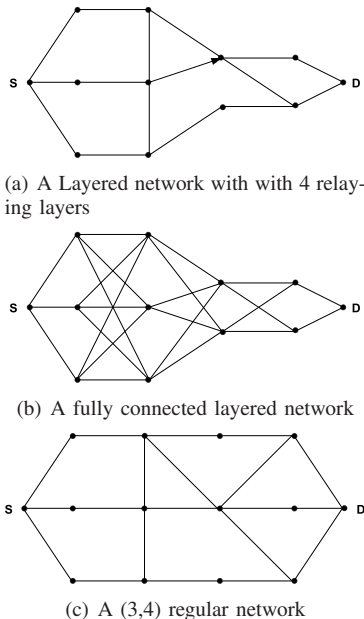 S
D
(a) A Layered network with with 4 relay-
ing layers
S
D
(b) A fully connected layered network
S
D
(c) A (3,4) regular network